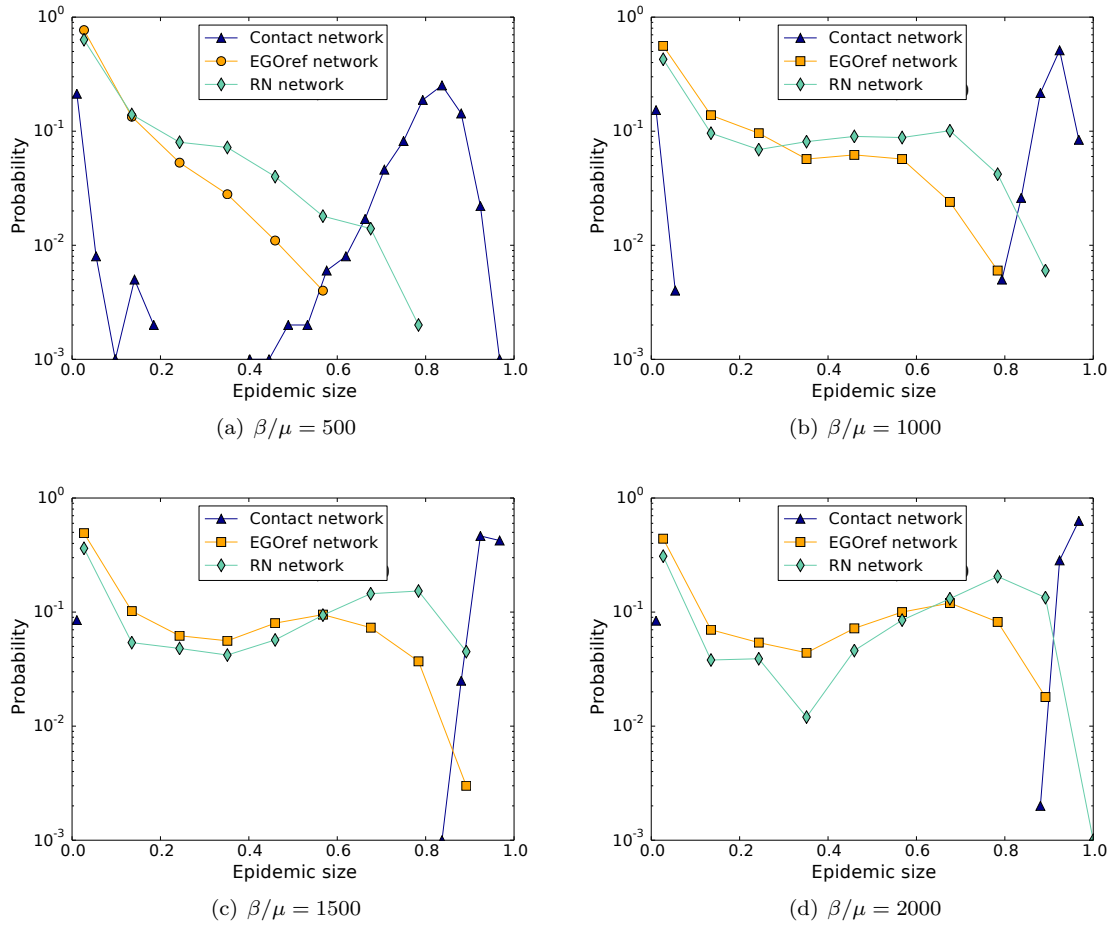 10^0
10^-1
10^-2
10^-3
Probability
Contact network
EGOref network
RN network
0.0 0.2 0.4 0.6 0.8 1.0
Epidemic size
(a) β/μ = 500
10^0
10^-1
10^-2
10^-3
Probability
Contact network
EGOref network
RN network
0.0 0.2 0.4 0.6 0.8 1.0
Epidemic size
(b) β/μ = 1000
10^0
10^-1
10^-2
10^-3
Probability
Contact network
EGOref network
RN network
0.0 0.2 0.4 0.6 0.8 1.0
Epidemic size
(c) β/μ = 1500
10^0
10^-1
10^-2
10^-3
Probability
Contact network
EGOref network
RN network
0.0 0.2 0.4 0.6 0.8 1.0
Epidemic size
(d) β/μ = 2000